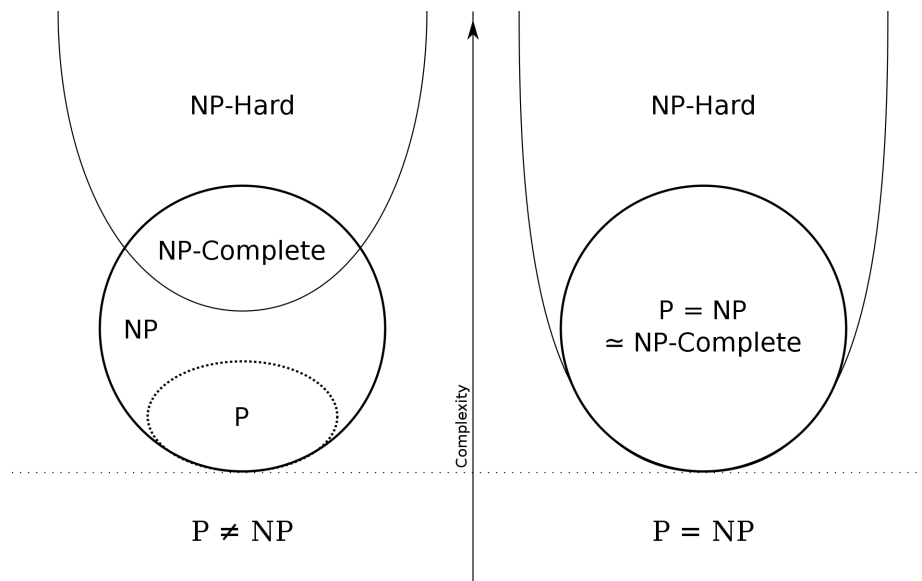 NP-Hard
NP-Complete
NP
P
P ≠ NP
Complexity
NP-Hard
P = NP
≃ NP-Complete
P = NP